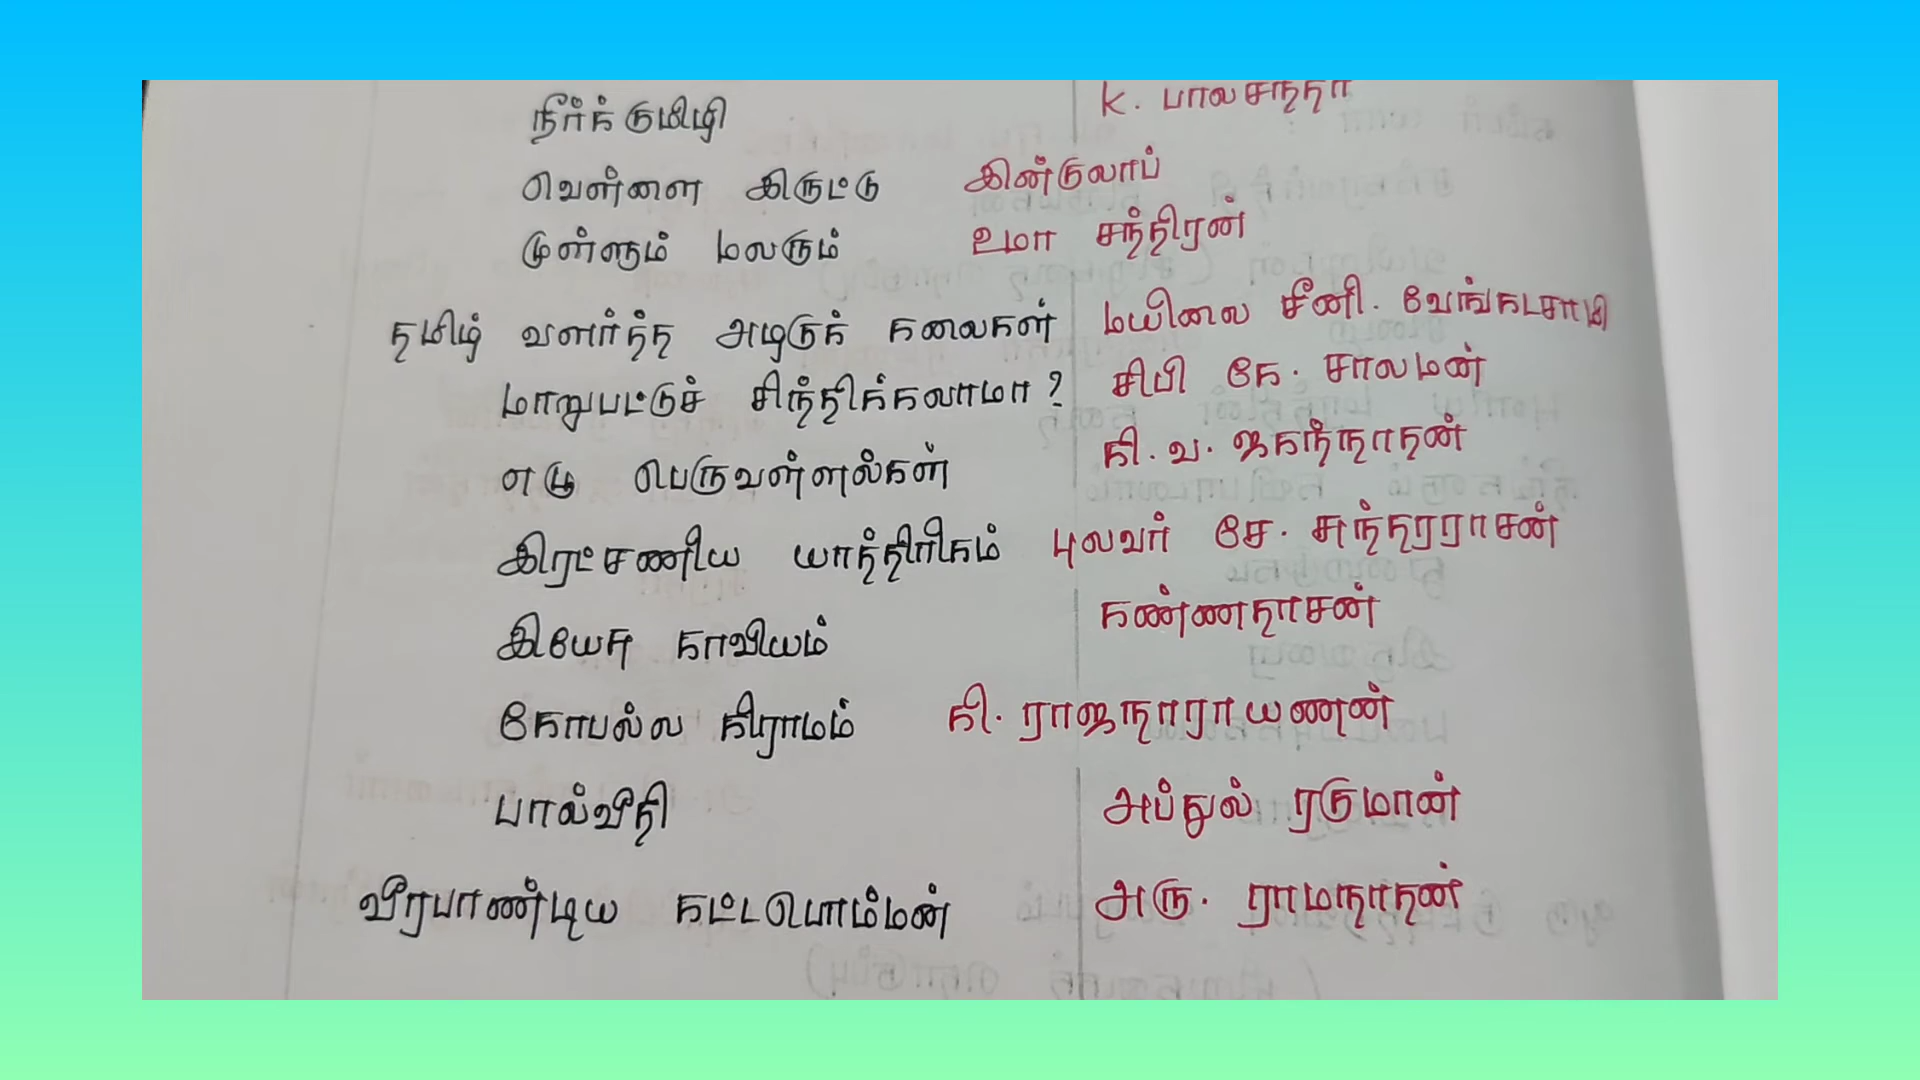 நீர்க்குமிழி K. பாலசந்தர்
வெள்ளை இருட்டு இன்குலாப்
முள்ளும் மலரும் உமா சந்திரன்
தமிழ் வளர்த்த அழகுக் கலைகள் மயிலை சீனி. வேங்கடசாமி
மாறுபட்டுச் சிந்திக்கலாமா? சிபி கே. சாலமன்
எழு பெருவள்ளல்கள் கி. வ. ஜகந்நாதன்
இரட்சணிய யாத்திரிகம் புலவர் சே. சுந்தரராசன்
இயேசு காவியம் கண்ணதாசன்
கோபல்ல கிராமம் கி. ராஜநாராயணன்
பால்வீதி அப்துல் ரகுமான்
வீரபாண்டிய கட்டபொம்மன் அரு. ராமநாதன்